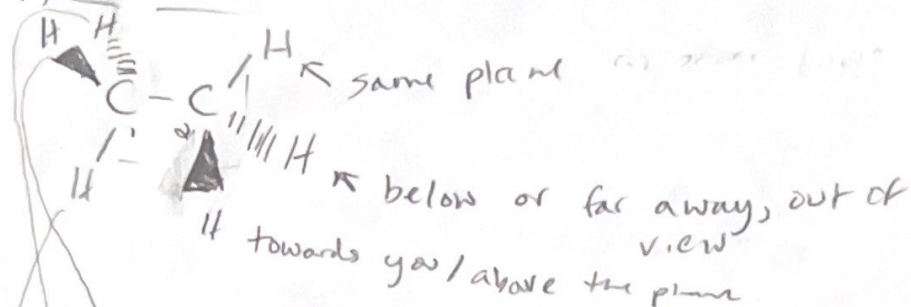 H H
H
same plane
C - C
H
H
below or far away, out of
view
H
towards you/above the plane